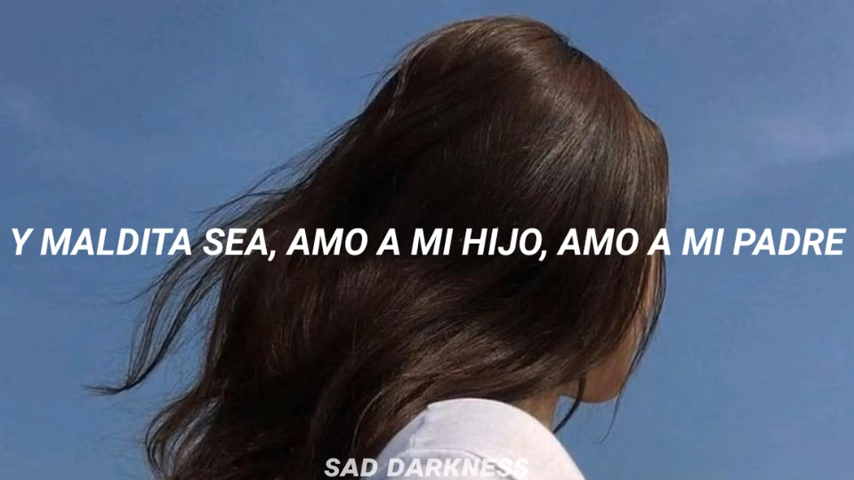 Y MALDITA SEA, AMO A MI HIJO, AMO A MI PADRE
SAD DARKNESS